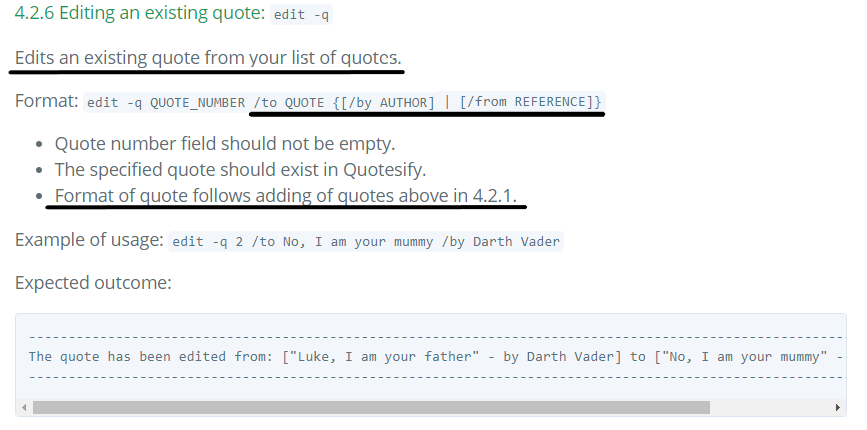 4.2.6 Editing an existing quote: edit -q
Edits an existing quote from your list of quotes.
Format: edit -q QUOTE_NUMBER /to QUOTE {[/by AUTHOR] | [/from REFERENCE]}
• Quote number field should not be empty.
• The specified quote should exist in Quotesify.
• Format of quote follows adding of quotes above in 4.2.1.
Example of usage: edit -q 2 /to No, I am your mummy /by Darth Vader
Expected outcome:
The quote has been edited from: ["Luke, I am your father" - by Darth Vader] to ["No, I am your mummy" -